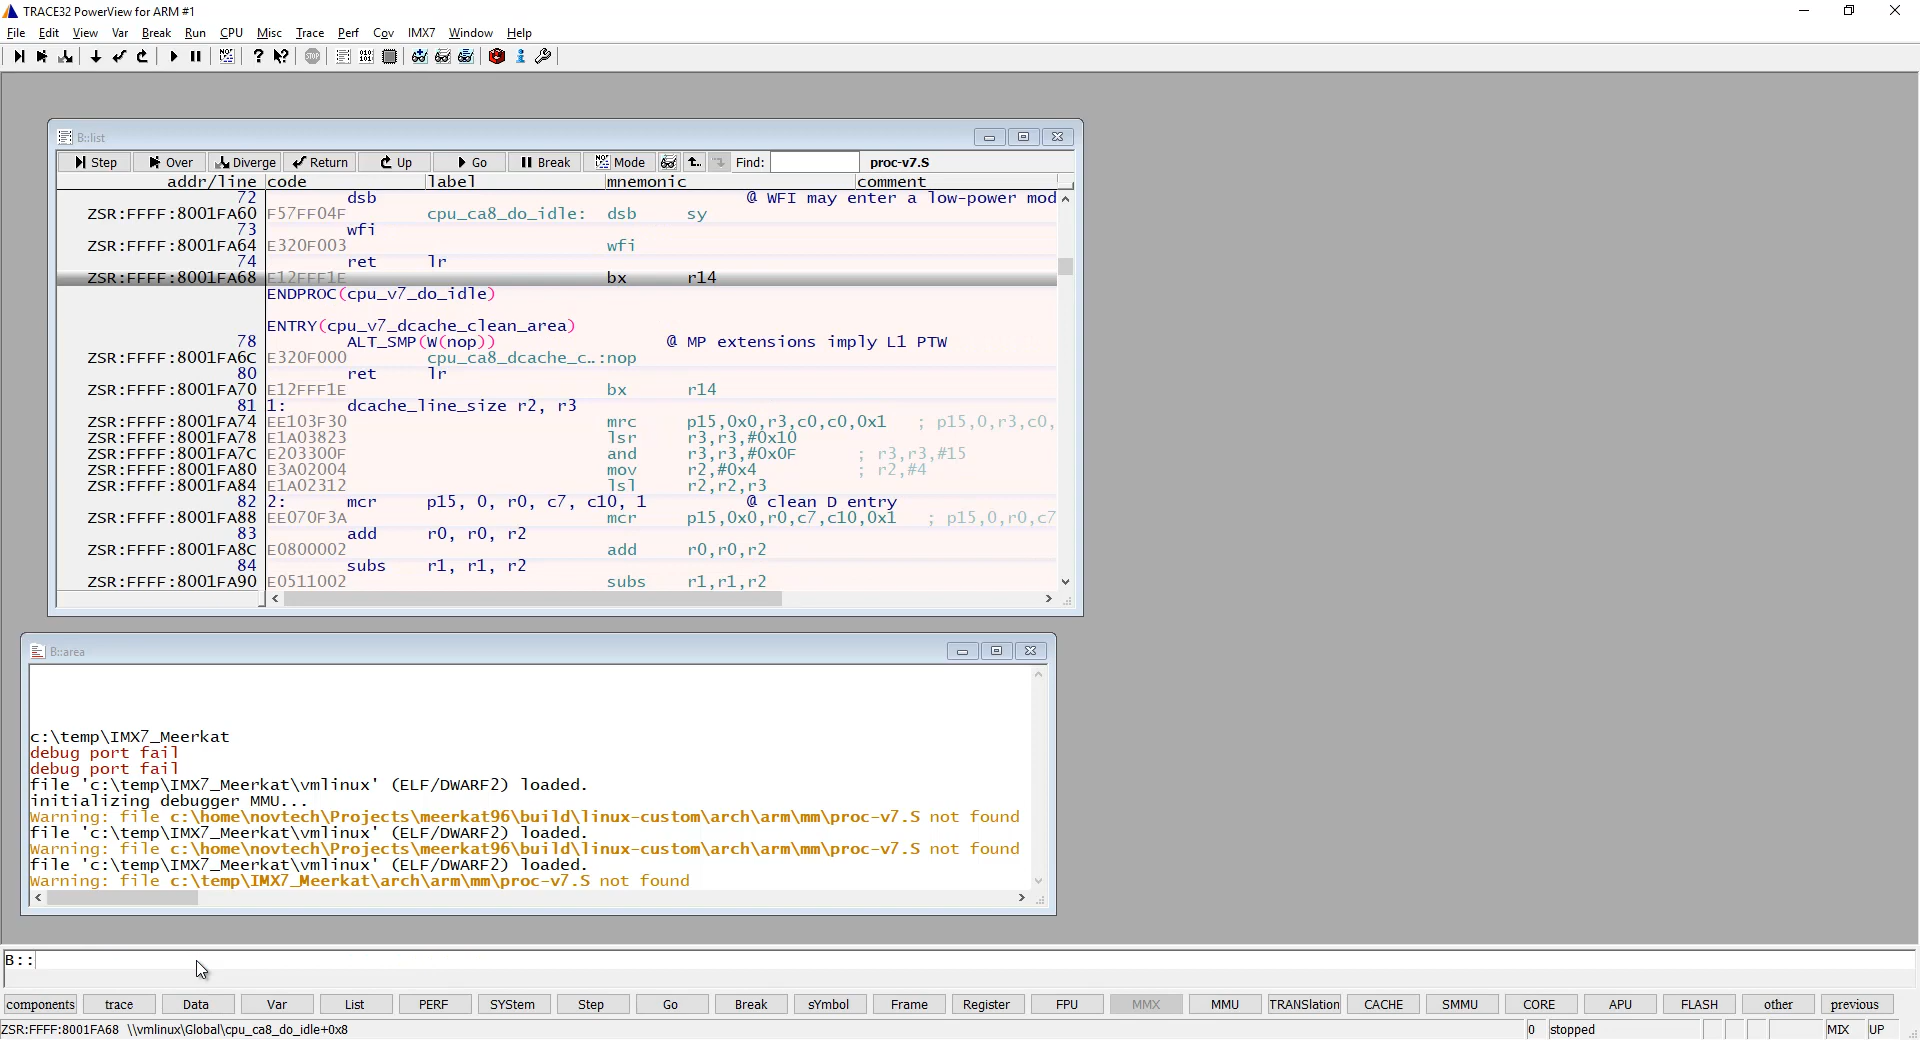 TRACE32 PowerView for ARM #1
File Edit View Var Break Run CPU Misc Trace Perf Cov IMX7 Window Help
B::list
Step Over Diverge Return Up Go Break Mode Find: proc-v7.S
addr/line code label mnemonic comment
72 dsb @ WFI may enter a low-power mod
ZSR:FFFF:8001FA60 F57FF04F cpu_ca8_do_idle: dsb sy
73 wfi
ZSR:FFFF:8001FA64 E320F003 wfi
74 ret lr
ZSR:FFFF:8001FA68 E12FFF1E bx r14
ENDPROC(cpu_v7_do_idle)
ENTRY(cpu_v7_dcache_clean_area)
78 ALT_SMP(W(nop)) @ MP extensions imply L1 PTW
ZSR:FFFF:8001FA6C E320F000 cpu_ca8_dcache_c..:nop
80 ret lr
ZSR:FFFF:8001FA70 E12FFF1E bx r14
81 1: dcache_line_size r2, r3
ZSR:FFFF:8001FA74 EE103F30 mrc p15,0x0,r3,c0,c0,0x1 ; p15,0,r3,c0,
ZSR:FFFF:8001FA78 E1A03823 lsr r3,r3,#0x10
ZSR:FFFF:8001FA7C E203300F and r3,r3,#0x0F ; r3,r3,#15
ZSR:FFFF:8001FA80 E3A02004 mov r2,#0x4 ; r2,#4
ZSR:FFFF:8001FA84 E1A02312 lsl r2,r2,r3
82 2: mcr p15, 0, r0, c7, c10, 1 @ clean D entry
ZSR:FFFF:8001FA88 EE070F3A mcr p15,0x0,r0,c7,c10,0x1 ; p15,0,r0,c7
83 add r0, r0, r2
ZSR:FFFF:8001FA8C E0800002 add r0,r0,r2
84 subs r1, r1, r2
ZSR:FFFF:8001FA90 E0511002 subs r1,r1,r2
B::area
c:\temp\IMX7_Meerkat
debug port fail
debug port fail
file 'c:\temp\IMX7_Meerkat\vmlinux' (ELF/DWARF2) loaded.
initializing debugger MMU...
Warning: file c:\home\novtech\Projects\meerkat96\build\linux-custom\arch\arm\mm\proc-v7.S not found
file 'c:\temp\IMX7_Meerkat\vmlinux' (ELF/DWARF2) loaded.
Warning: file c:\home\novtech\Projects\meerkat96\build\linux-custom\arch\arm\mm\proc-v7.S not found
file 'c:\temp\IMX7_Meerkat\vmlinux' (ELF/DWARF2) loaded.
Warning: file c:\temp\IMX7_Meerkat\arch\arm\mm\proc-v7.S not found
B::
components trace Data Var List PERF SYStem Step Go Break sYmbol Frame Register FPU MMX MMU TRANSlation CACHE SMMU CORE APU FLASH other previous
ZSR:FFFF:8001FA68 \\vmlinux\Global\cpu_ca8_do_idle+0x8 0 stopped MIX UP